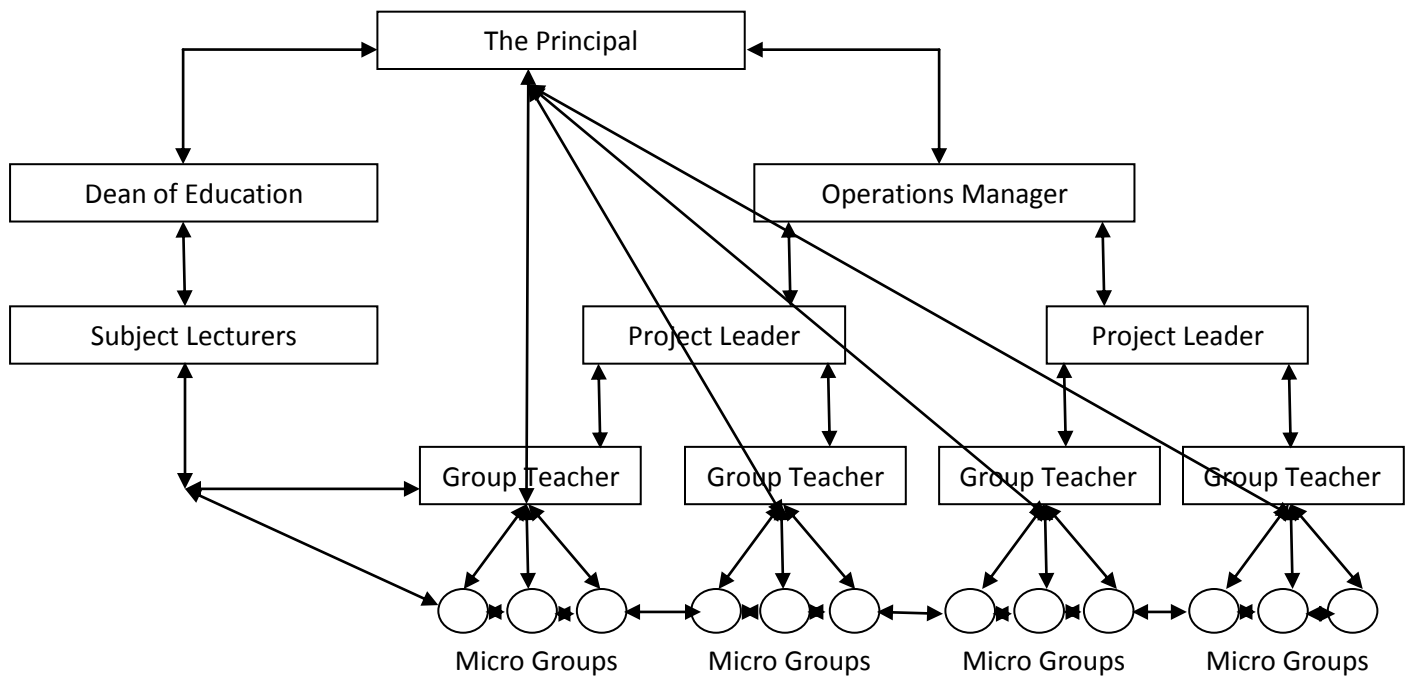 The Principal
Dean of Education
Operations Manager
Subject Lecturers
Project Leader
Project Leader
Group Teacher
Group Teacher
Group Teacher
Group Teacher
Micro Groups
Micro Groups
Micro Groups
Micro Groups